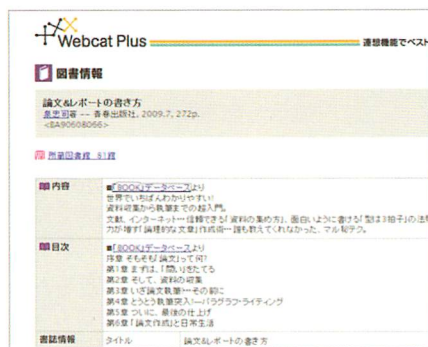 Webcat Plus
連想機能でベスト
図書情報
論文&レポートの書き方
泉忠司著 -- 青春出版社, 2009.7, 272p.
<BA90608066>
所蔵図書館 61館
内容
■「BOOK」データベースより
世界でいちばんわかりやすい!
資料収集から執筆までの超入門。
文献、インターネット…信頼できる「資料の集め方」、面白いように書ける「型は3拍子」の法
力が増す「論理的な文章」作成術…誰も教えてくれなかった、マル秘テク。
目次
■「BOOK」データベースより
序章 そもそも「論文」って何?
第1章 まずは、「問い」をたてる
第2章 そして、資料の収集
第3章 いざ論文執筆…その前に
第4章 とうとう執筆突入!―パラグラフ・ライティング
第5章 ついに、最後の仕上げ
第6章 「論文作成」と日常生活
書誌情報 タイトル 論文&レポートの書き方